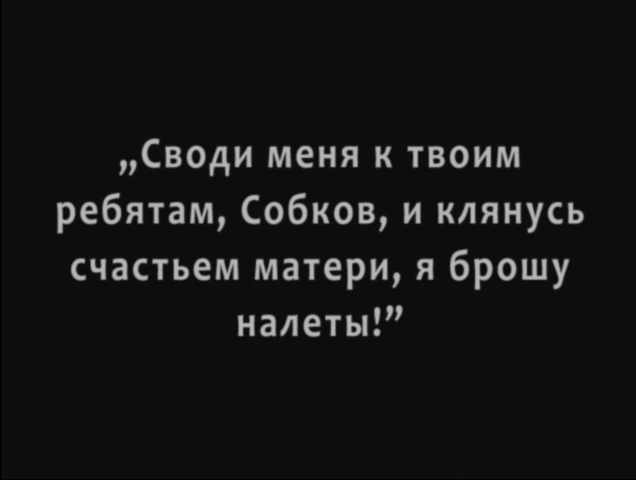 „Своди меня к твоим
ребятам, Собков, и клянусь
счастьем матери, я брошу
налеты!”